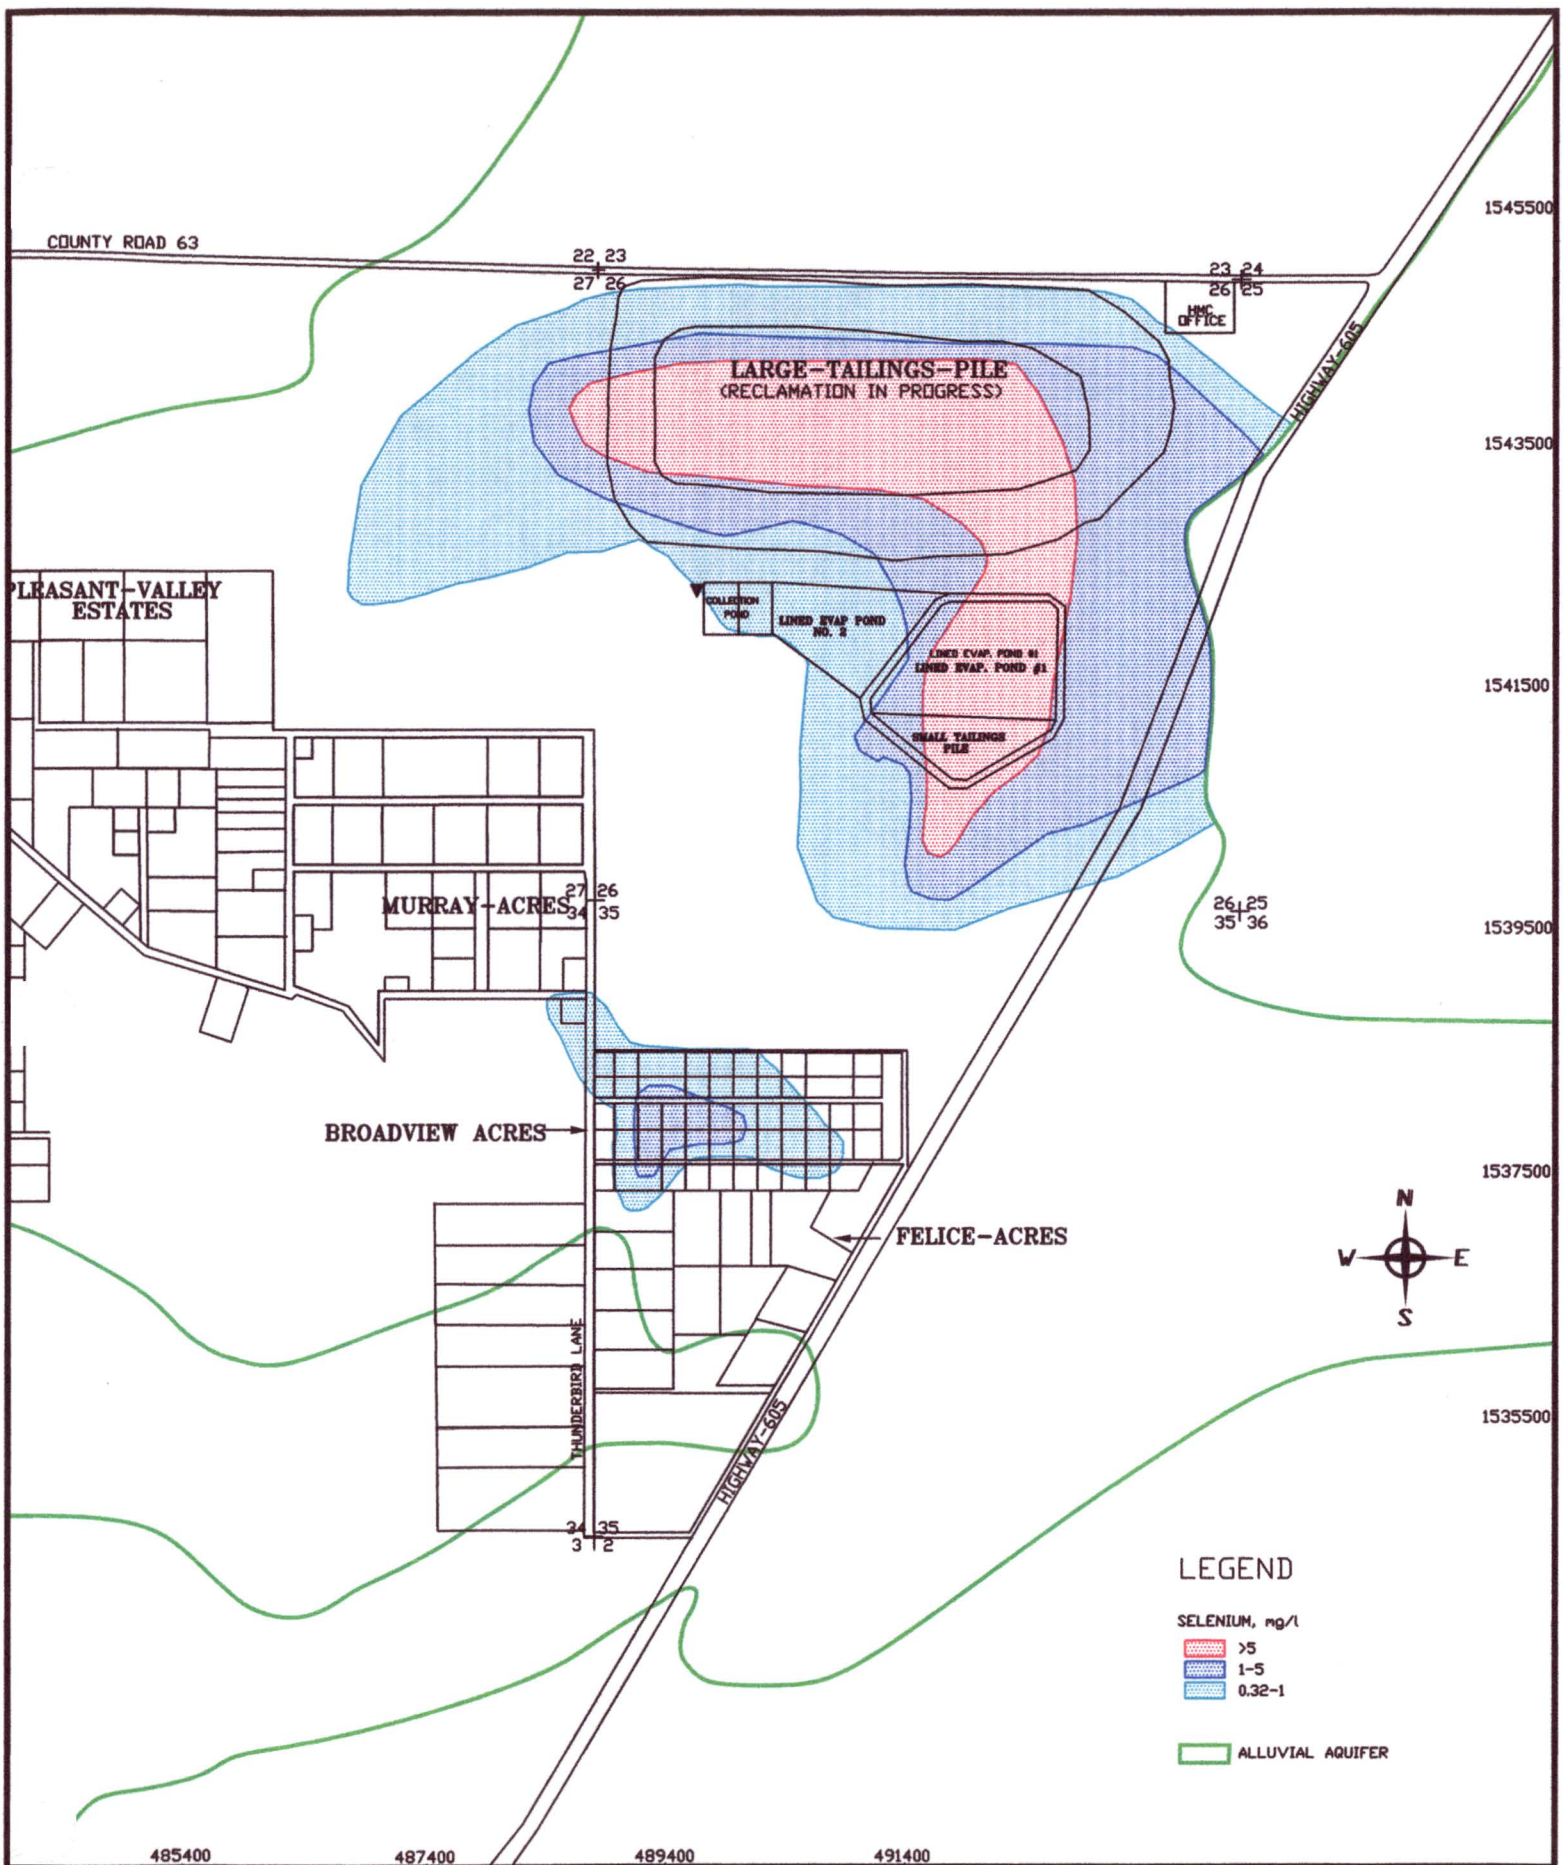 1545500
COUNTY ROAD 63
22 23
27 26
23 24
26 25
HMC
OFFICE
HIGHWAY-605
LARGE-TAILINGS-PILE
(RECLAMATION IN PROGRESS)
1543500
PLEASANT-VALLEY
ESTATES
COLLECTION
POND
LINED EVAP POND
NO. 2
LINED EVAP. POND #1
LINED EVAP. POND #1
1541500
SMALL TAILINGS
PILE
MURRAY-ACRES
27 26
34 35
26 25
35 36
1539500
BROADVIEW ACRES
1537500
FELICE-ACRES
N
W E
S
THUNDERBIRD LANE
HIGHWAY-605
1535500
34 35
3 2
LEGEND
SELENIUM, mg/l
>5
1-5
0.32-1
ALLUVIAL AQUIFER
485400 487400 489400 491400